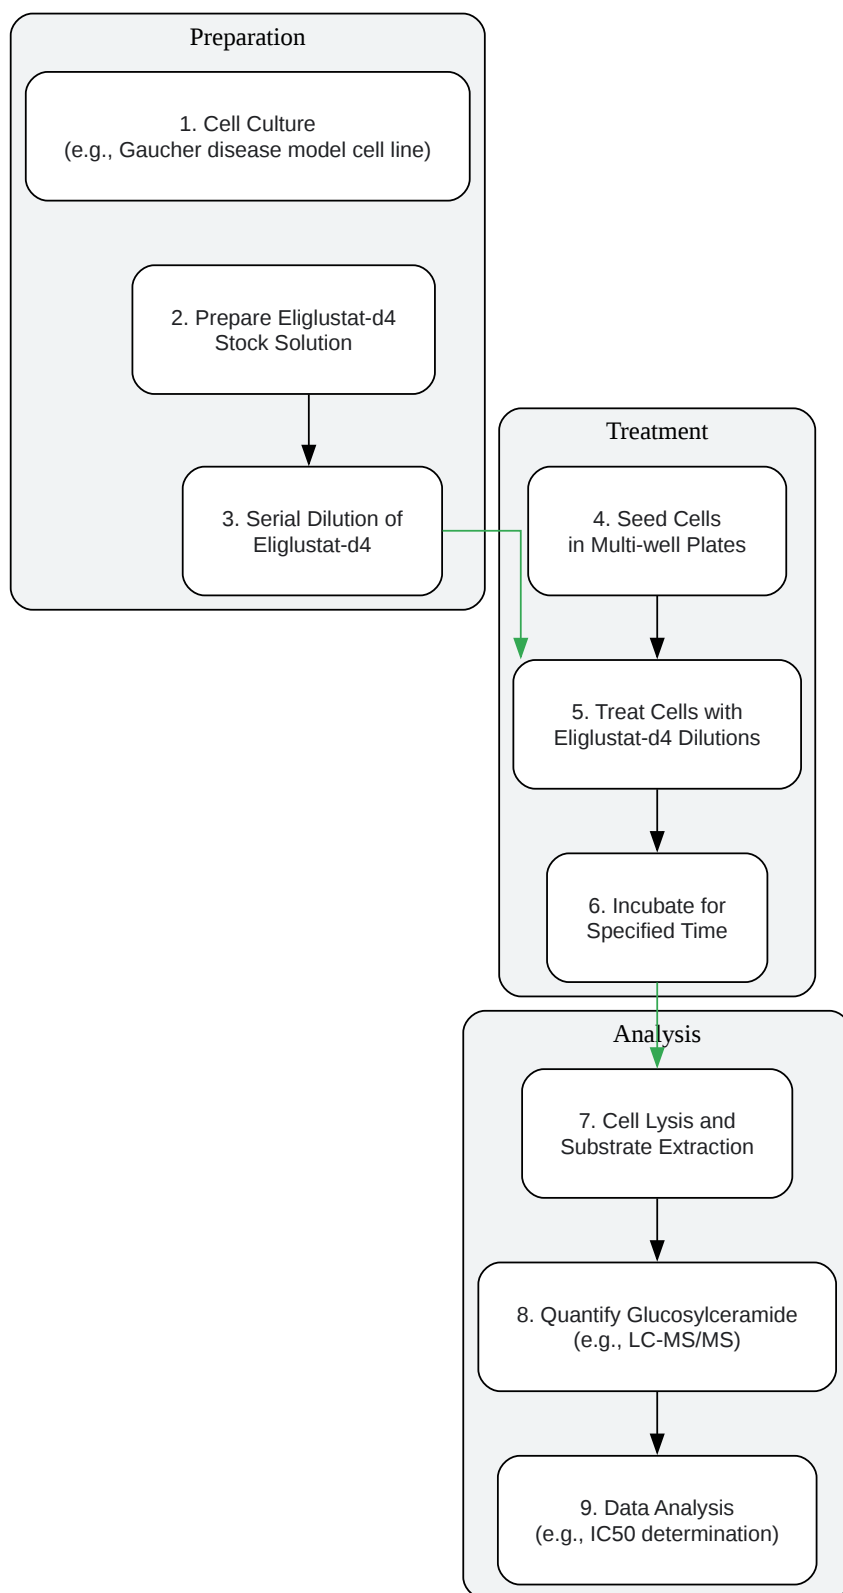 Preparation
1. Cell Culture
(e.g., Gaucher disease model cell line)
2. Prepare Eliglustat-d4
Stock Solution
3. Serial Dilution of
Eliglustat-d4
Treatment
4. Seed Cells
in Multi-well Plates
5. Treat Cells with
Eliglustat-d4 Dilutions
6. Incubate for
Specified Time
Analysis
7. Cell Lysis and
Substrate Extraction
8. Quantify Glucosylceramide
(e.g., LC-MS/MS)
9. Data Analysis
(e.g., IC50 determination)